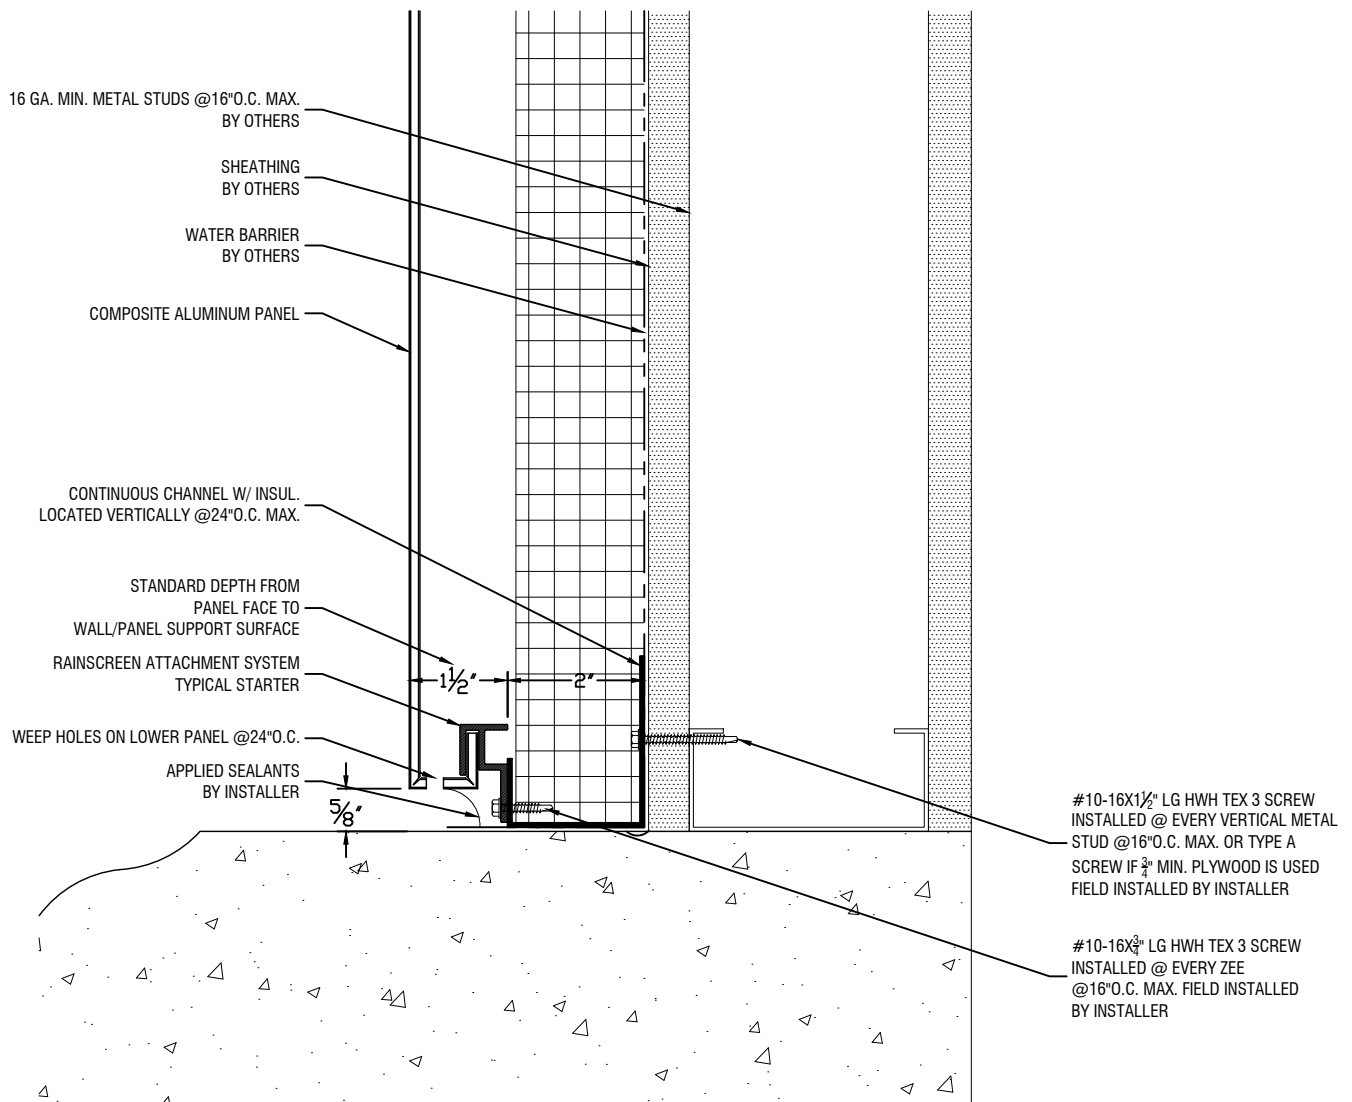 16 GA. MIN. METAL STUDS @16"O.C. MAX.
BY OTHERS
SHEATHING
BY OTHERS
WATER BARRIER
BY OTHERS
COMPOSITE ALUMINUM PANEL
CONTINUOUS CHANNEL W/ INSUL.
LOCATED VERTICALLY @24"O.C. MAX.
STANDARD DEPTH FROM
PANEL FACE TO
WALL/PANEL SUPPORT SURFACE
RAINSCREEN ATTACHMENT SYSTEM
TYPICAL STARTER
1 1/2"
2"
WEEP HOLES ON LOWER PANEL @24"O.C.
APPLIED SEALANTS
BY INSTALLER
5/8"
#10-16X1 1/2" LG HWH TEX 3 SCREW
INSTALLED @ EVERY VERTICAL METAL
STUD @16"O.C. MAX. OR TYPE A
SCREW IF 3/4" MIN. PLYWOOD IS USED
FIELD INSTALLED BY INSTALLER
#10-16X3/4" LG HWH TEX 3 SCREW
INSTALLED @ EVERY ZEE
@16"O.C. MAX. FIELD INSTALLED
BY INSTALLER